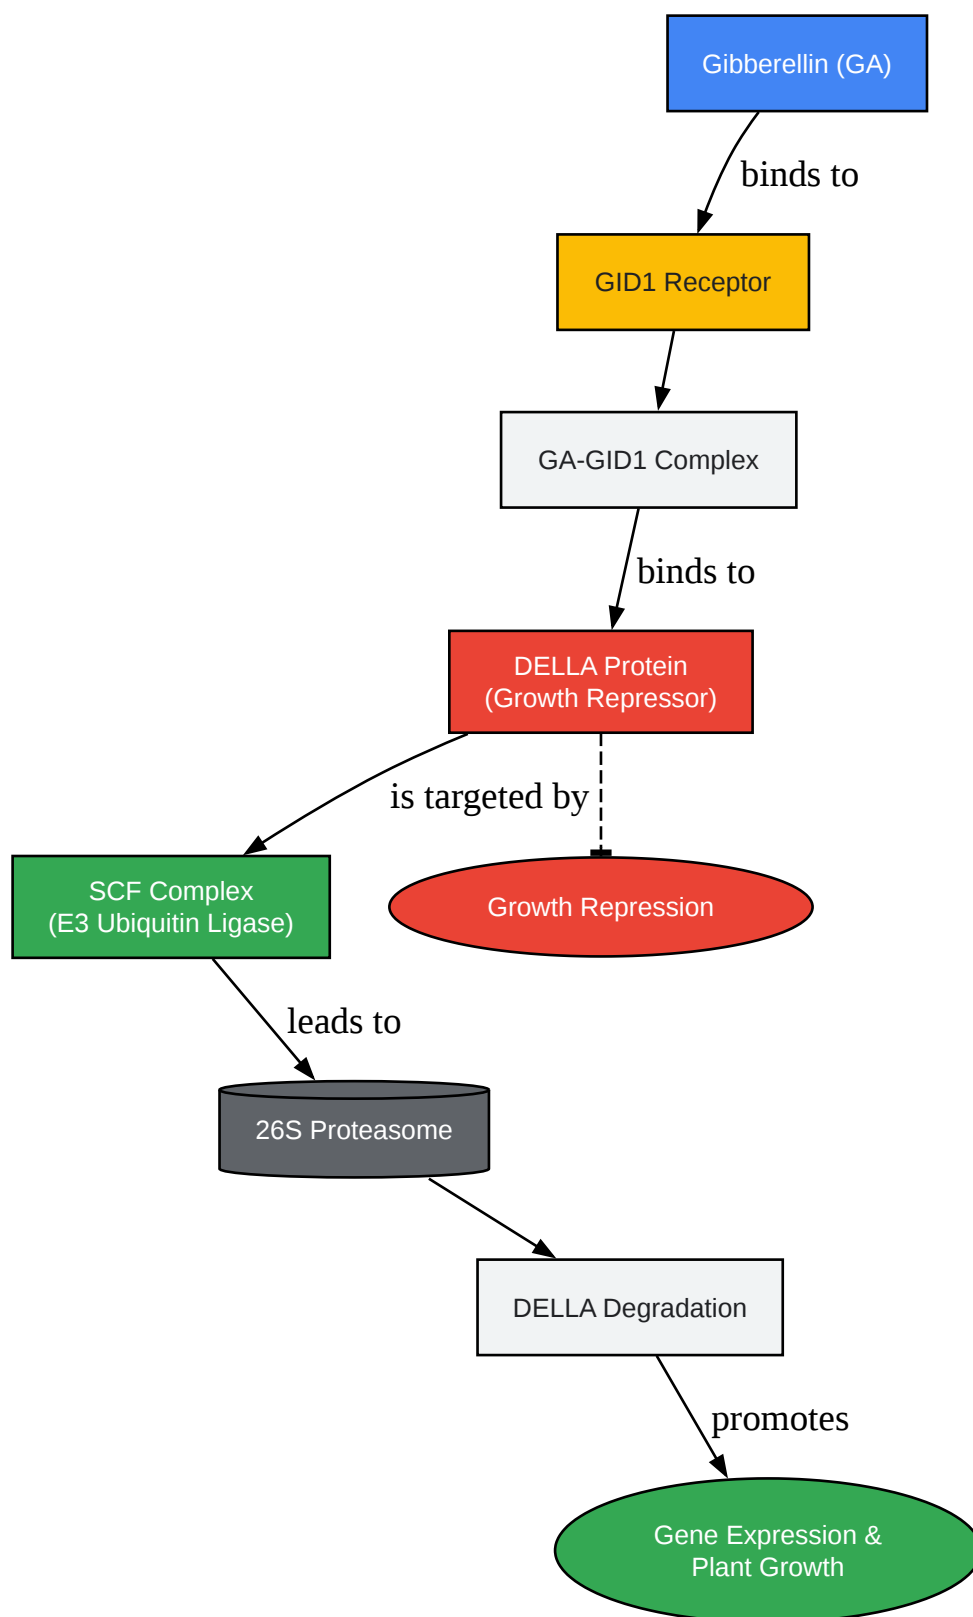 Gibberellin (GA)
binds to
GID1 Receptor
GA-GID1 Complex
binds to
DELLA Protein
(Growth Repressor)
is targeted by
SCF Complex
(E3 Ubiquitin Ligase)
Growth Repression
leads to
26S Proteasome
DELLA Degradation
promotes
Gene Expression &
Plant Growth